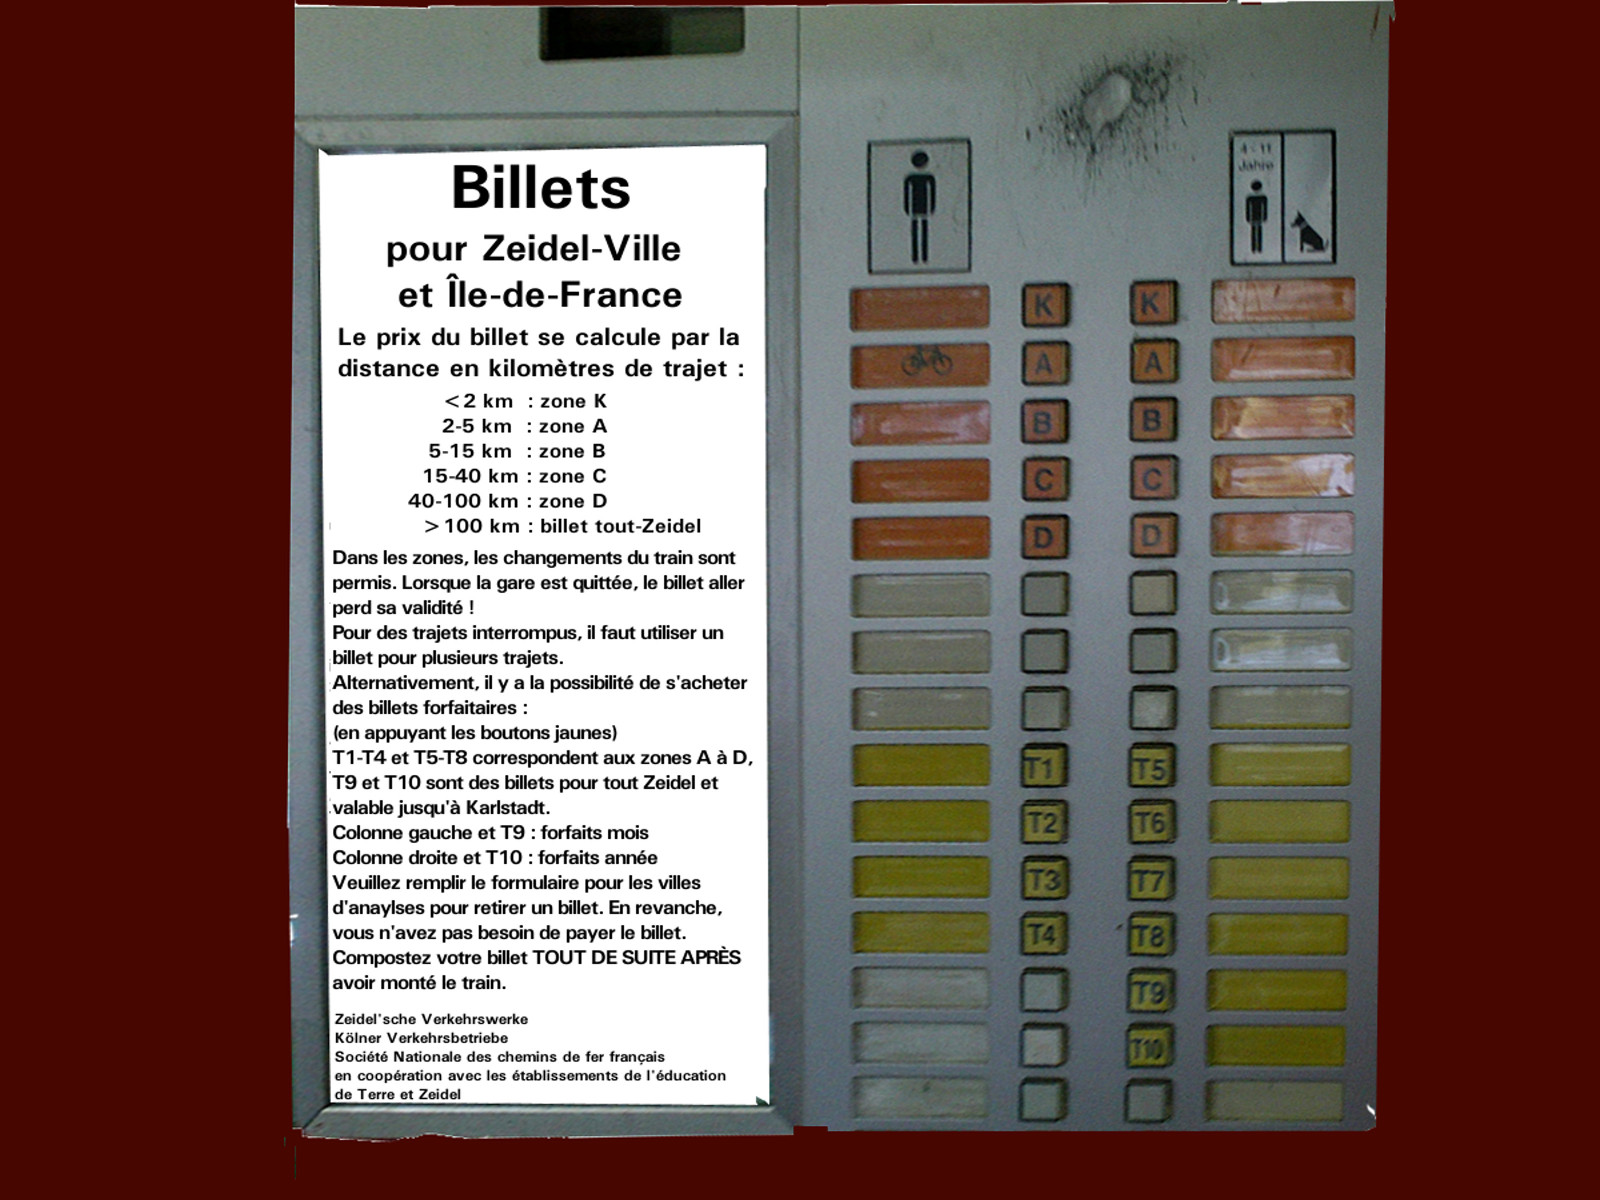 Billets
pour Zeidel-Ville
et Île-de-France
Le prix du billet se calcule par la
distance en kilomètres de trajet :
<2 km : zone K
2-5 km : zone A
5-15 km : zone B
15-40 km : zone C
40-100 km : zone D
>100 km : billet tout-Zeidel
Dans les zones, les changements du train sont
permis. Lorsque la gare est quittée, le billet aller
perd sa validité !
Pour des trajets interrompus, il faut utiliser un
billet pour plusieurs trajets.
Alternativement, il y a la possibilité de s'acheter
des billets forfaitaires :
(en appuyant les boutons jaunes)
T1-T4 et T5-T8 correspondent aux zones A à D,
T9 et T10 sont des billets pour tout Zeidel et
valable jusqu'à Karlstadt.
Colonne gauche et T9 : forfaits mois
Colonne droite et T10 : forfaits année
Veuillez remplir le formulaire pour les villes
d'anaylses pour retirer un billet. En revanche,
vous n'avez pas besoin de payer le billet.
Compostez votre billet TOUT DE SUITE APRÈS
avoir monté le train.
Zeidel'sche Verkehrswerke
Kölner Verkehrsbetriebe
Société Nationale des chemins de fer français
en coopération avec les établissements de l'éducation
de Terre et Zeidel
4 - 11
Jahre
K K
A A
B B
C C
D D
T1 T5
T2 T6
T3 T7
T4 T8
T9
T10